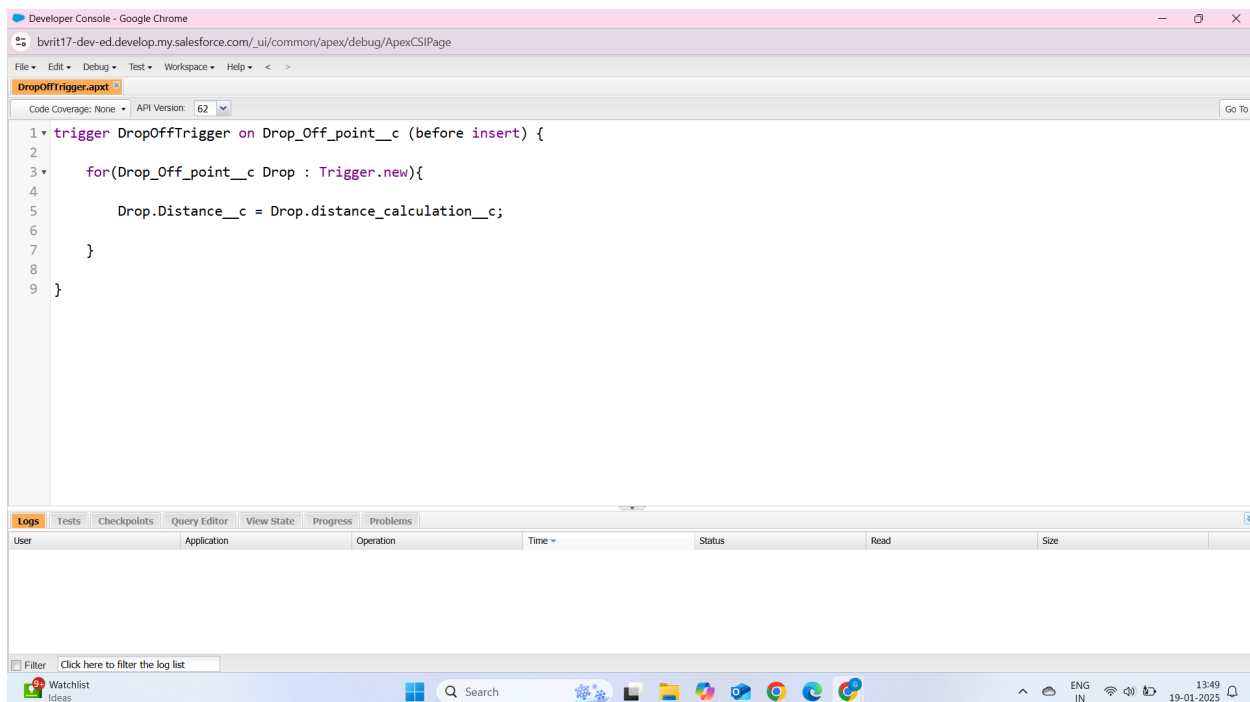 Developer Console - Google Chrome
bvrit17-dev-ed.develop.my.salesforce.com/_ui/common/apex/debug/ApexCSIPage
File Edit Debug Test Workspace Help < >
DropOffTrigger.apxt
Code Coverage: None API Version: 62 Go To
1 trigger DropOffTrigger on Drop_Off_point__c (before insert) {
2
3 for(Drop_Off_point__c Drop : Trigger.new){
4
5 Drop.Distance__c = Drop.distance_calculation__c;
6
7 }
8
9 }
Logs Tests Checkpoints Query Editor View State Progress Problems
User Application Operation Time Status Read Size
Filter Click here to filter the log list
9+ Watchlist Search ENG 13:49
Ideas IN 19-01-2025